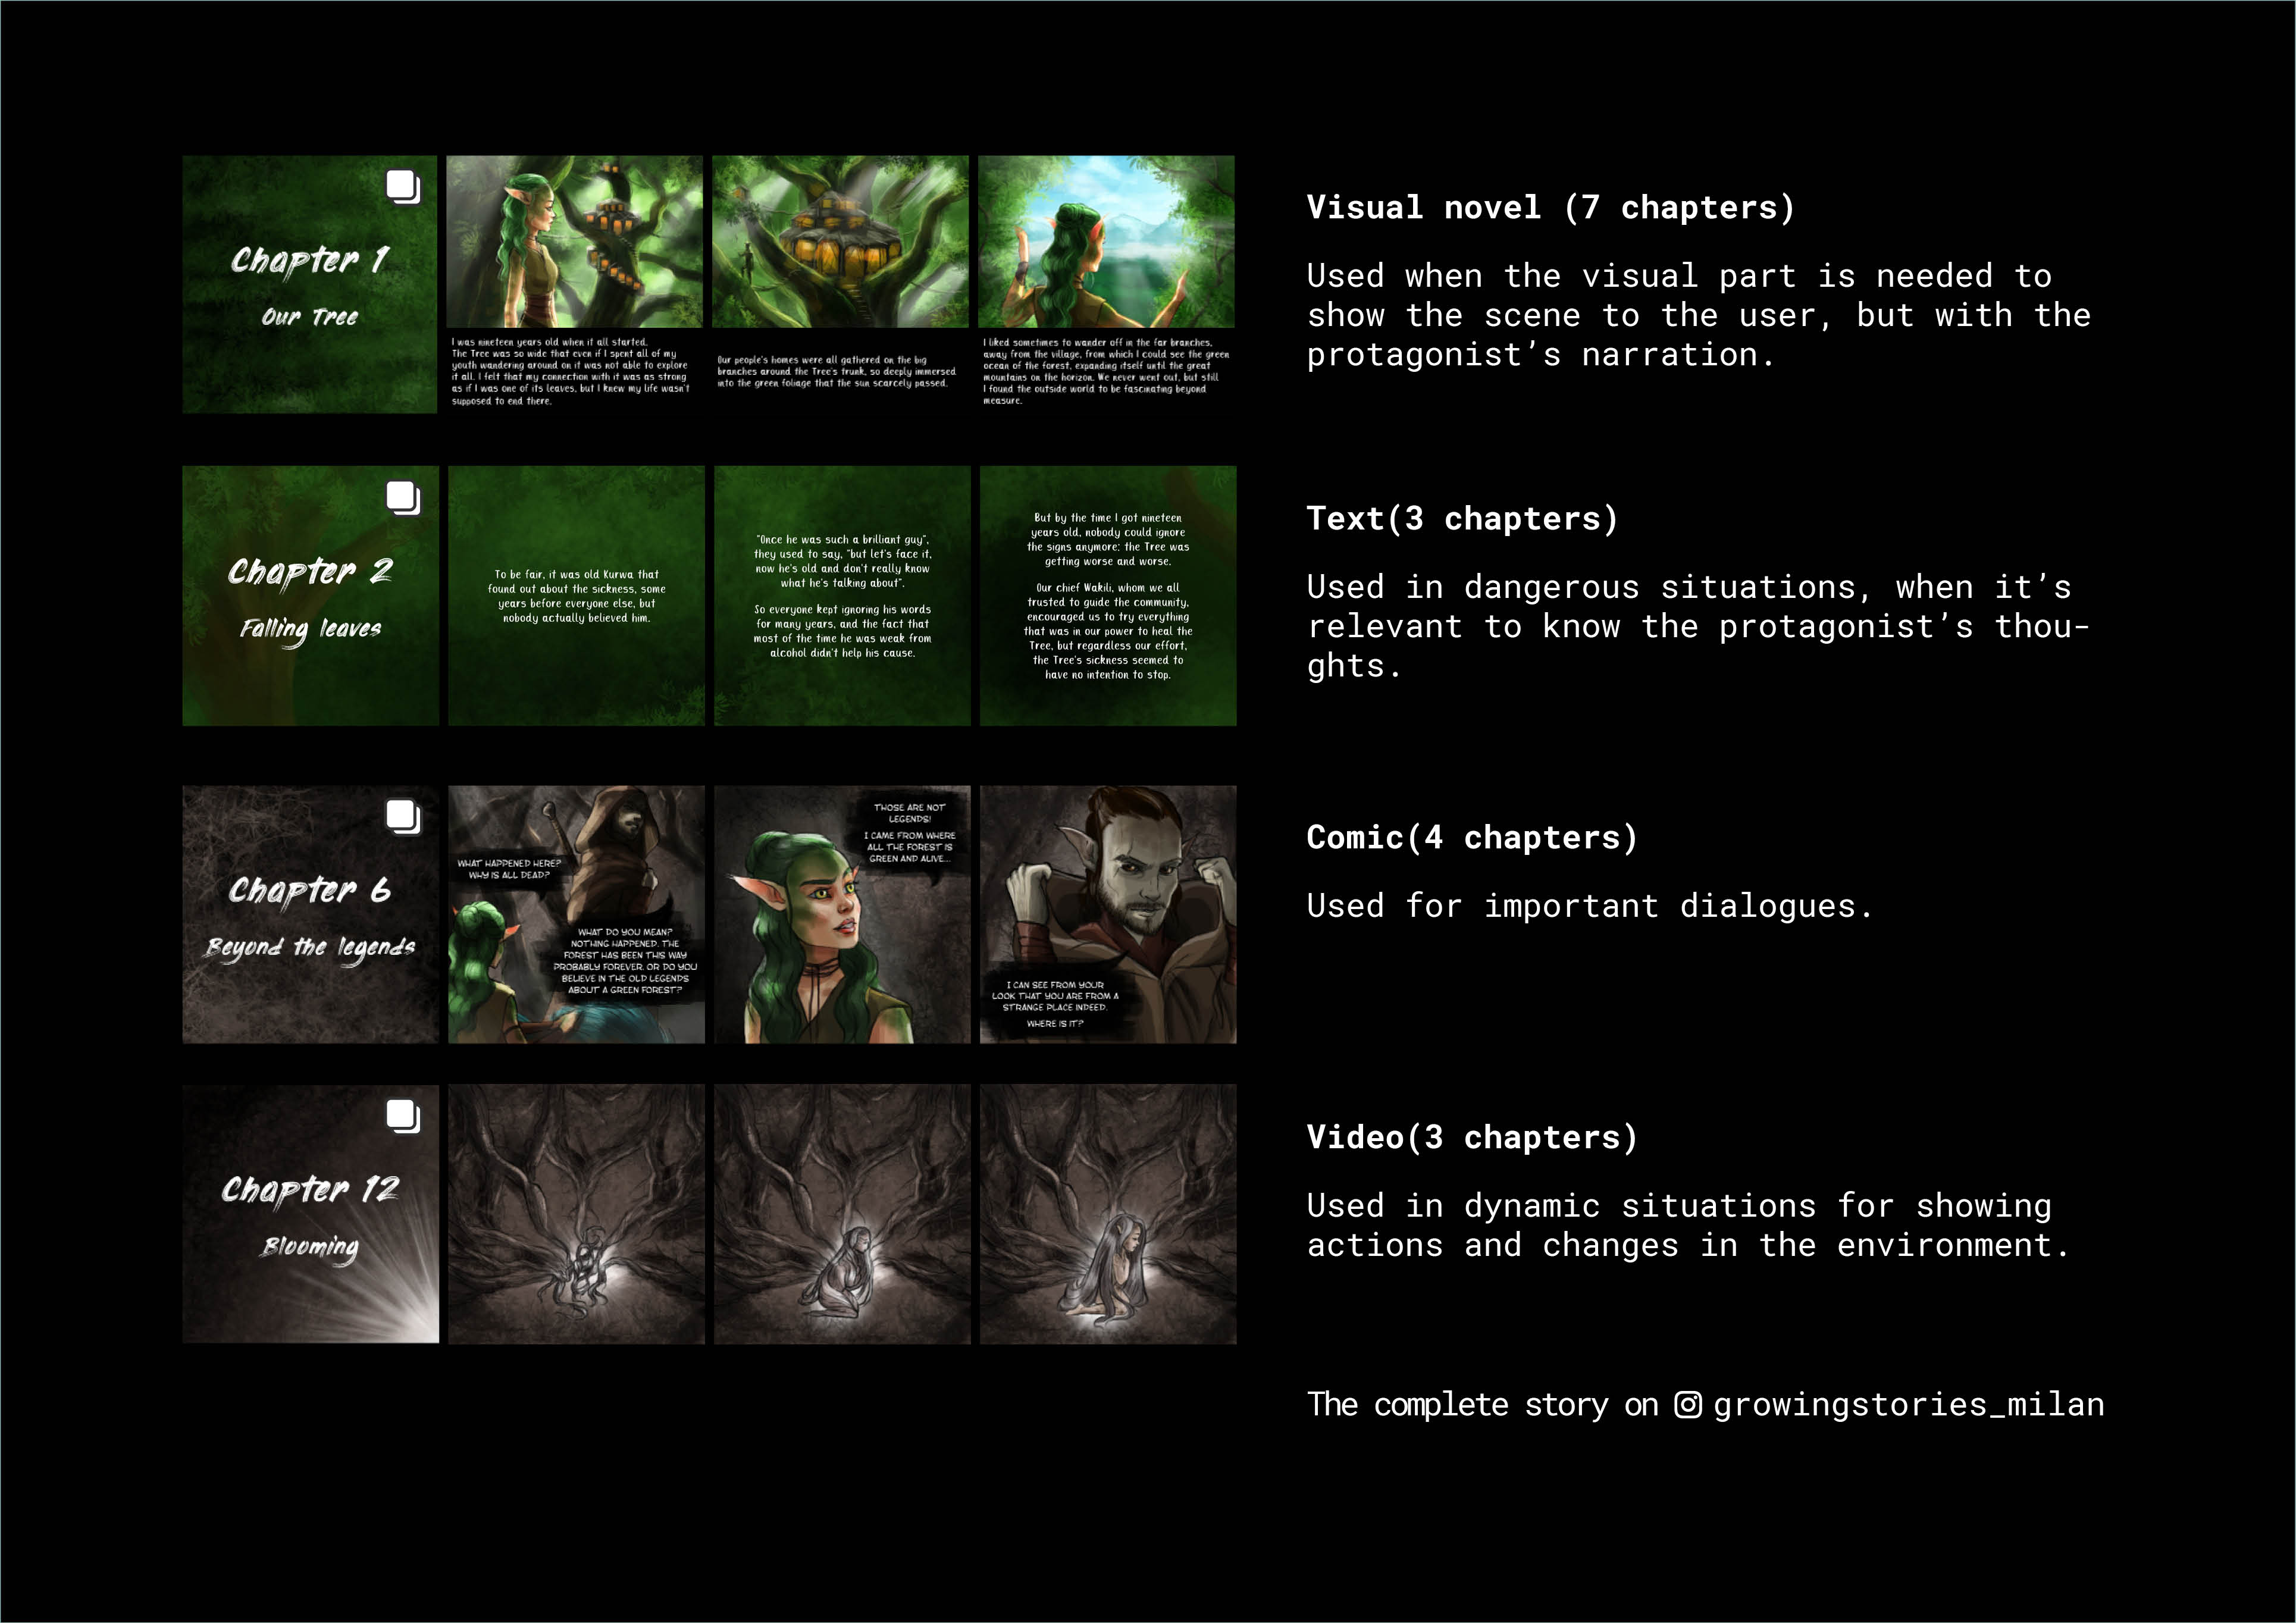 Chapter 1
Our Tree
I was nineteen years old when it all started.
The Tree was so wide that even if I spent all of my
youth wandering around on it was not able to explore
it all. I felt that my connection with it was as strong
as if I was one of its leaves, but I knew my life wasn't
supposed to end there.
Our people's homes were all gathered on the big
branches around the Tree's trunk, so deeply immersed
into the green foliage that the sun scarcely passed.
I liked sometimes to wander off in the far branches,
away from the village, from which I could see the green
ocean of the forest, expanding itself until the great
mountains on the horizon. We never went out, but still
I found the outside world to be fascinating beyond
measure.
Visual novel (7 chapters)
Used when the visual part is needed to
show the scene to the user, but with the
protagonist’s narration.
Chapter 2
Falling leaves
To be fair, it was old Kurwa that
found out about the sickness, some
years before everyone else, but
nobody actually believed him.
"Once he was such a brilliant guy",
they used to say, "but let's face it,
now he's old and don't really know
what he's talking about".
So everyone kept ignoring his words
for many years, and the fact that
most of the time he was weak from
alcohol didn't help his cause.
But by the time I got nineteen
years old, nobody could ignore
the signs anymore: the Tree was
getting worse and worse.
Our chief Wakili, whom we all
trusted to guide the community,
encouraged us to try everything
that was in our power to heal the
Tree, but regardless our effort,
the Tree's sickness seemed to
have no intention to stop.
Text(3 chapters)
Used in dangerous situations, when it’s
relevant to know the protagonist’s thou-
ghts.
Chapter 6
Beyond the legends
WHAT HAPPENED HERE?
WHY IS ALL DEAD?
WHAT DO YOU MEAN?
NOTHING HAPPENED. THE
FOREST HAS BEEN THIS WAY
PROBABLY FOREVER. OR DO YOU
BELIEVE IN THE OLD LEGENDS
ABOUT A GREEN FOREST?
THOSE ARE NOT
LEGENDS!
I CAME FROM WHERE
ALL THE FOREST IS
GREEN AND ALIVE...
I CAN SEE FROM YOUR
LOOK THAT YOU ARE FROM A
STRANGE PLACE INDEED.
WHERE IS IT?
Comic(4 chapters)
Used for important dialogues.
Chapter 12
Blooming
Video(3 chapters)
Used in dynamic situations for showing
actions and changes in the environment.
The complete story on growingstories_milan